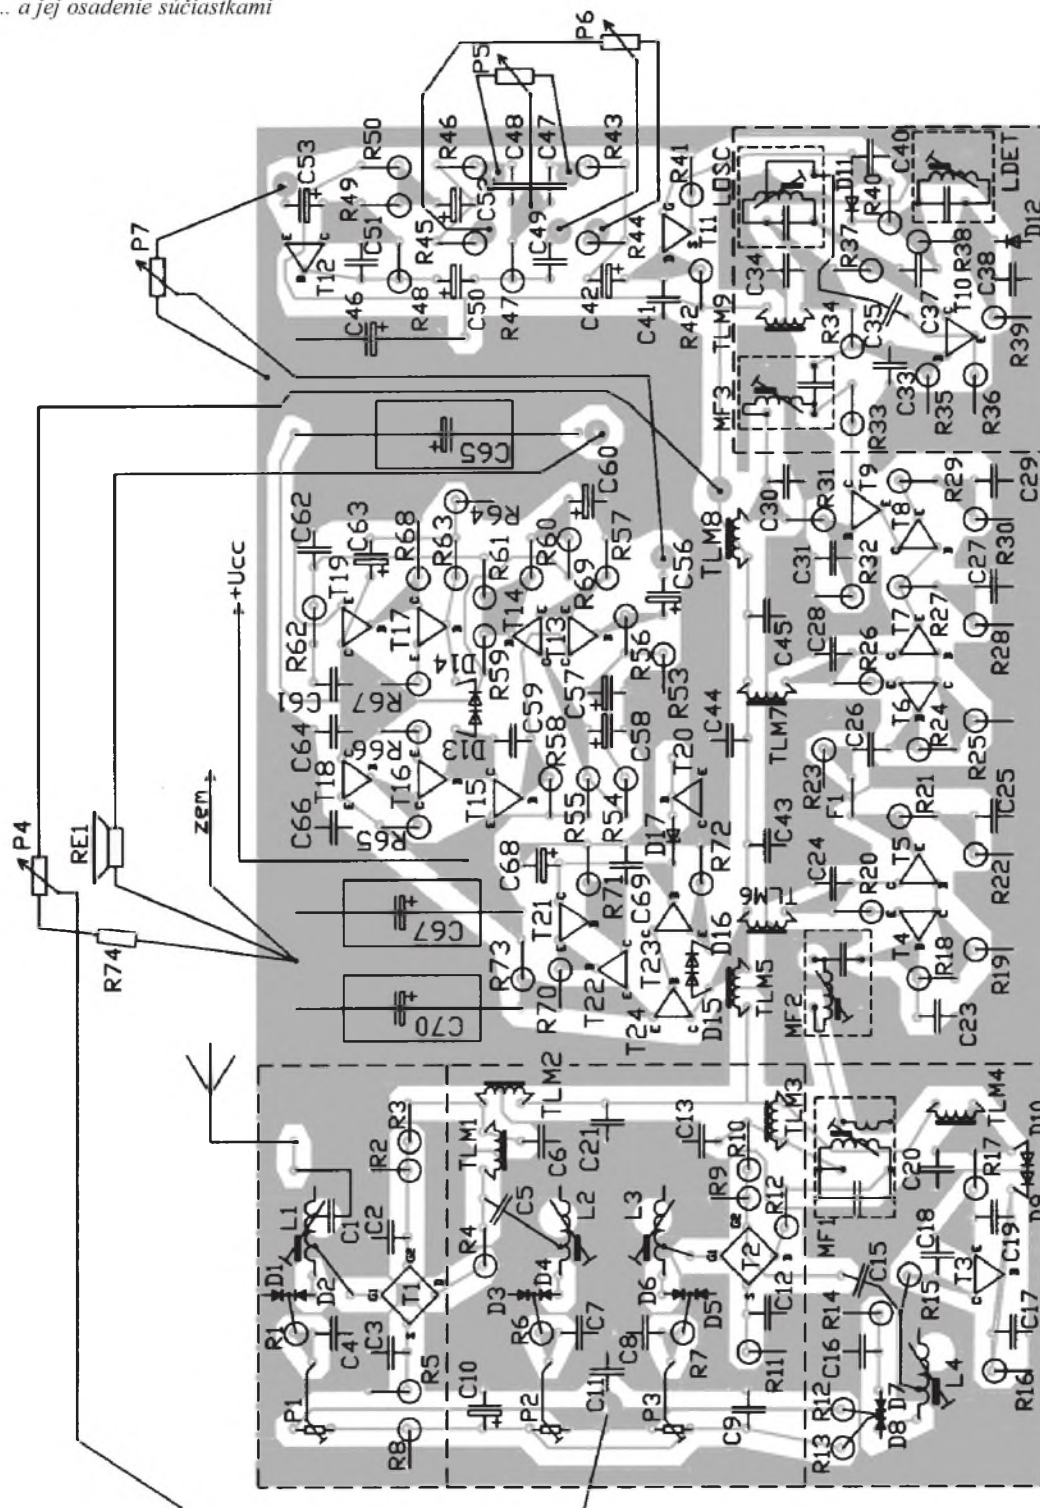 .. a jej osadenie súčiastkami
P6
P5
P7
C53
R50
R49
C51
R46
C48
C47
R43
C52
R45
C49
R44
R41
T12
C46
R48
C50
R47
C42
C41
R42
T11
TLM9
LOSC
C34
R37
D11
R40
C40
LDET
D12
R38
C38
T10
C37
C35
R34
MF3
R33
C33
R35
R36
R39
C65
C60
C62
C63
R68
R63
R64
R61
R60
R57
R69
C56
TLM8
C30
R31
T9
R29
C29
+Ucc
R62
T19
T17
D14
R59
T14
T13
R56
R53
C45
C31
C28
R32
T8
T7
C27
R30
R27
R28
C61
R67
C64
R66
T18
T16
D13
C59
C57
C58
R58
C44
TLM7
R26
C26
T6
R24
R25
R23
F1
zem
P4
RE1
R74
C66
R65
T15
R55
R54
T20
D17
R72
C43
R21
C25
C68
R71
C69
C24
R20
T5
R22
C67
T21
T23
D16
TLM6
T4
R18
R19
C70
R73
R70
T22
T24
D15
TLM5
MF2
C23
R3
R2
TLM1
TLM2
C6
C21
C13
R10
R9
TLM3
R12
MF1
C20
TLM4
R17
D10
D9
L1
C1
C2
R4
C5
L2
L3
T2
C15
C18
C19
T3
D1
D2
T1
D3
D4
D6
D5
C12
R14
R15
R1
C4
C3
R6
C7
C8
R7
R11
C16
L4
C17
R16
P1
R5
R8
C10
P2
C11
P3
C9
R12
R13
D7
D8